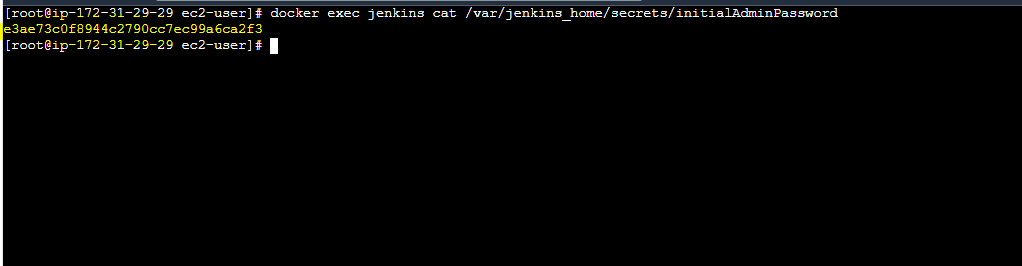 [root@ip-172-31-29-29 ec2-user]# docker exec jenkins cat /var/jenkins_home/secrets/initialAdminPassword
e3ae73c0f8944c2790cc7ec99a6ca2f3
[root@ip-172-31-29-29 ec2-user]#